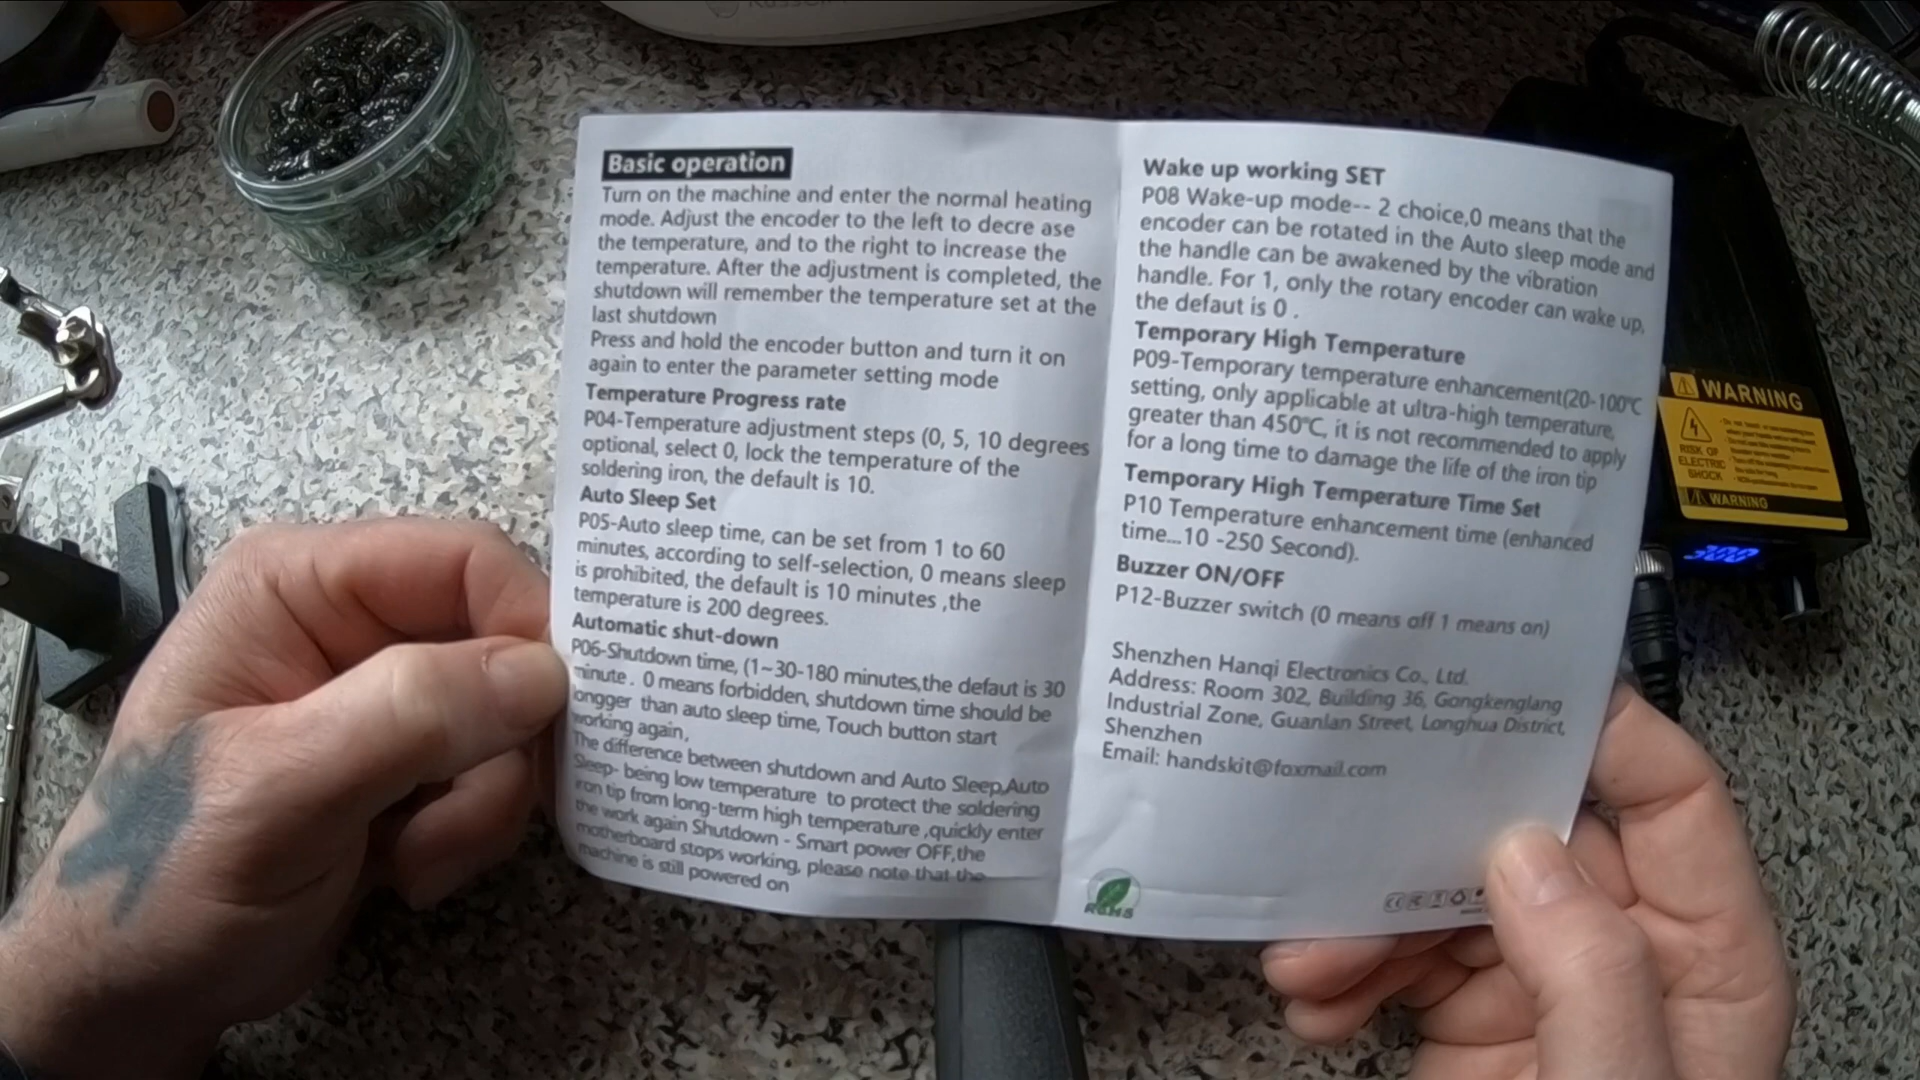 Basic operation
Turn on the machine and enter the normal heating
mode. Adjust the encoder to the left to decre ase
the temperature, and to the right to increase the
temperature. After the adjustment is completed, the
shutdown will remember the temperature set at the
last shutdown
Press and hold the encoder button and turn it on
again to enter the parameter setting mode
Temperature Progress rate
P04-Temperature adjustment steps (0, 5, 10 degrees
optional, select 0, lock the temperature of the
soldering iron, the default is 10.
Auto Sleep Set
P05-Auto sleep time, can be set from 1 to 60
minutes, according to self-selection, 0 means sleep
is prohibited, the default is 10 minutes ,the
temperature is 200 degrees.
Automatic shut-down
P06-Shutdown time, (1~30-180 minutes,the defaut is 30
minute . 0 means forbidden, shutdown time should be
longger than auto sleep time, Touch button start
working again,
The difference between shutdown and Auto Sleep,Auto
Sleep- being low temperature to protect the soldering
iron tip from long-term high temperature ,quickly enter
the work again Shutdown - Smart power OFF,the
motherboard stops working, please note that the
machine is still powered on
Wake up working SET
P08 Wake-up mode-- 2 choice,0 means that the
encoder can be rotated in the Auto sleep mode and
the handle can be awakened by the vibration
handle. For 1, only the rotary encoder can wake up,
the defaut is 0 .
Temporary High Temperature
P09-Temporary temperature enhancement(20-100℃
setting, only applicable at ultra-high temperature,
greater than 450℃, it is not recommended to apply
for a long time to damage the life of the iron tip
Temporary High Temperature Time Set
P10 Temperature enhancement time (enhanced
time...10 -250 Second).
Buzzer ON/OFF
P12-Buzzer switch (0 means off 1 means on)
Shenzhen Hanqi Electronics Co., Ltd.
Address: Room 302, Building 36, Gongkenglang
Industrial Zone, Guanlan Street, Longhua District,
Shenzhen
Email: handskit@foxmail.com
RoHS
CE
WARNING
RISK OF
ELECTRIC
SHOCK
WARNING
300